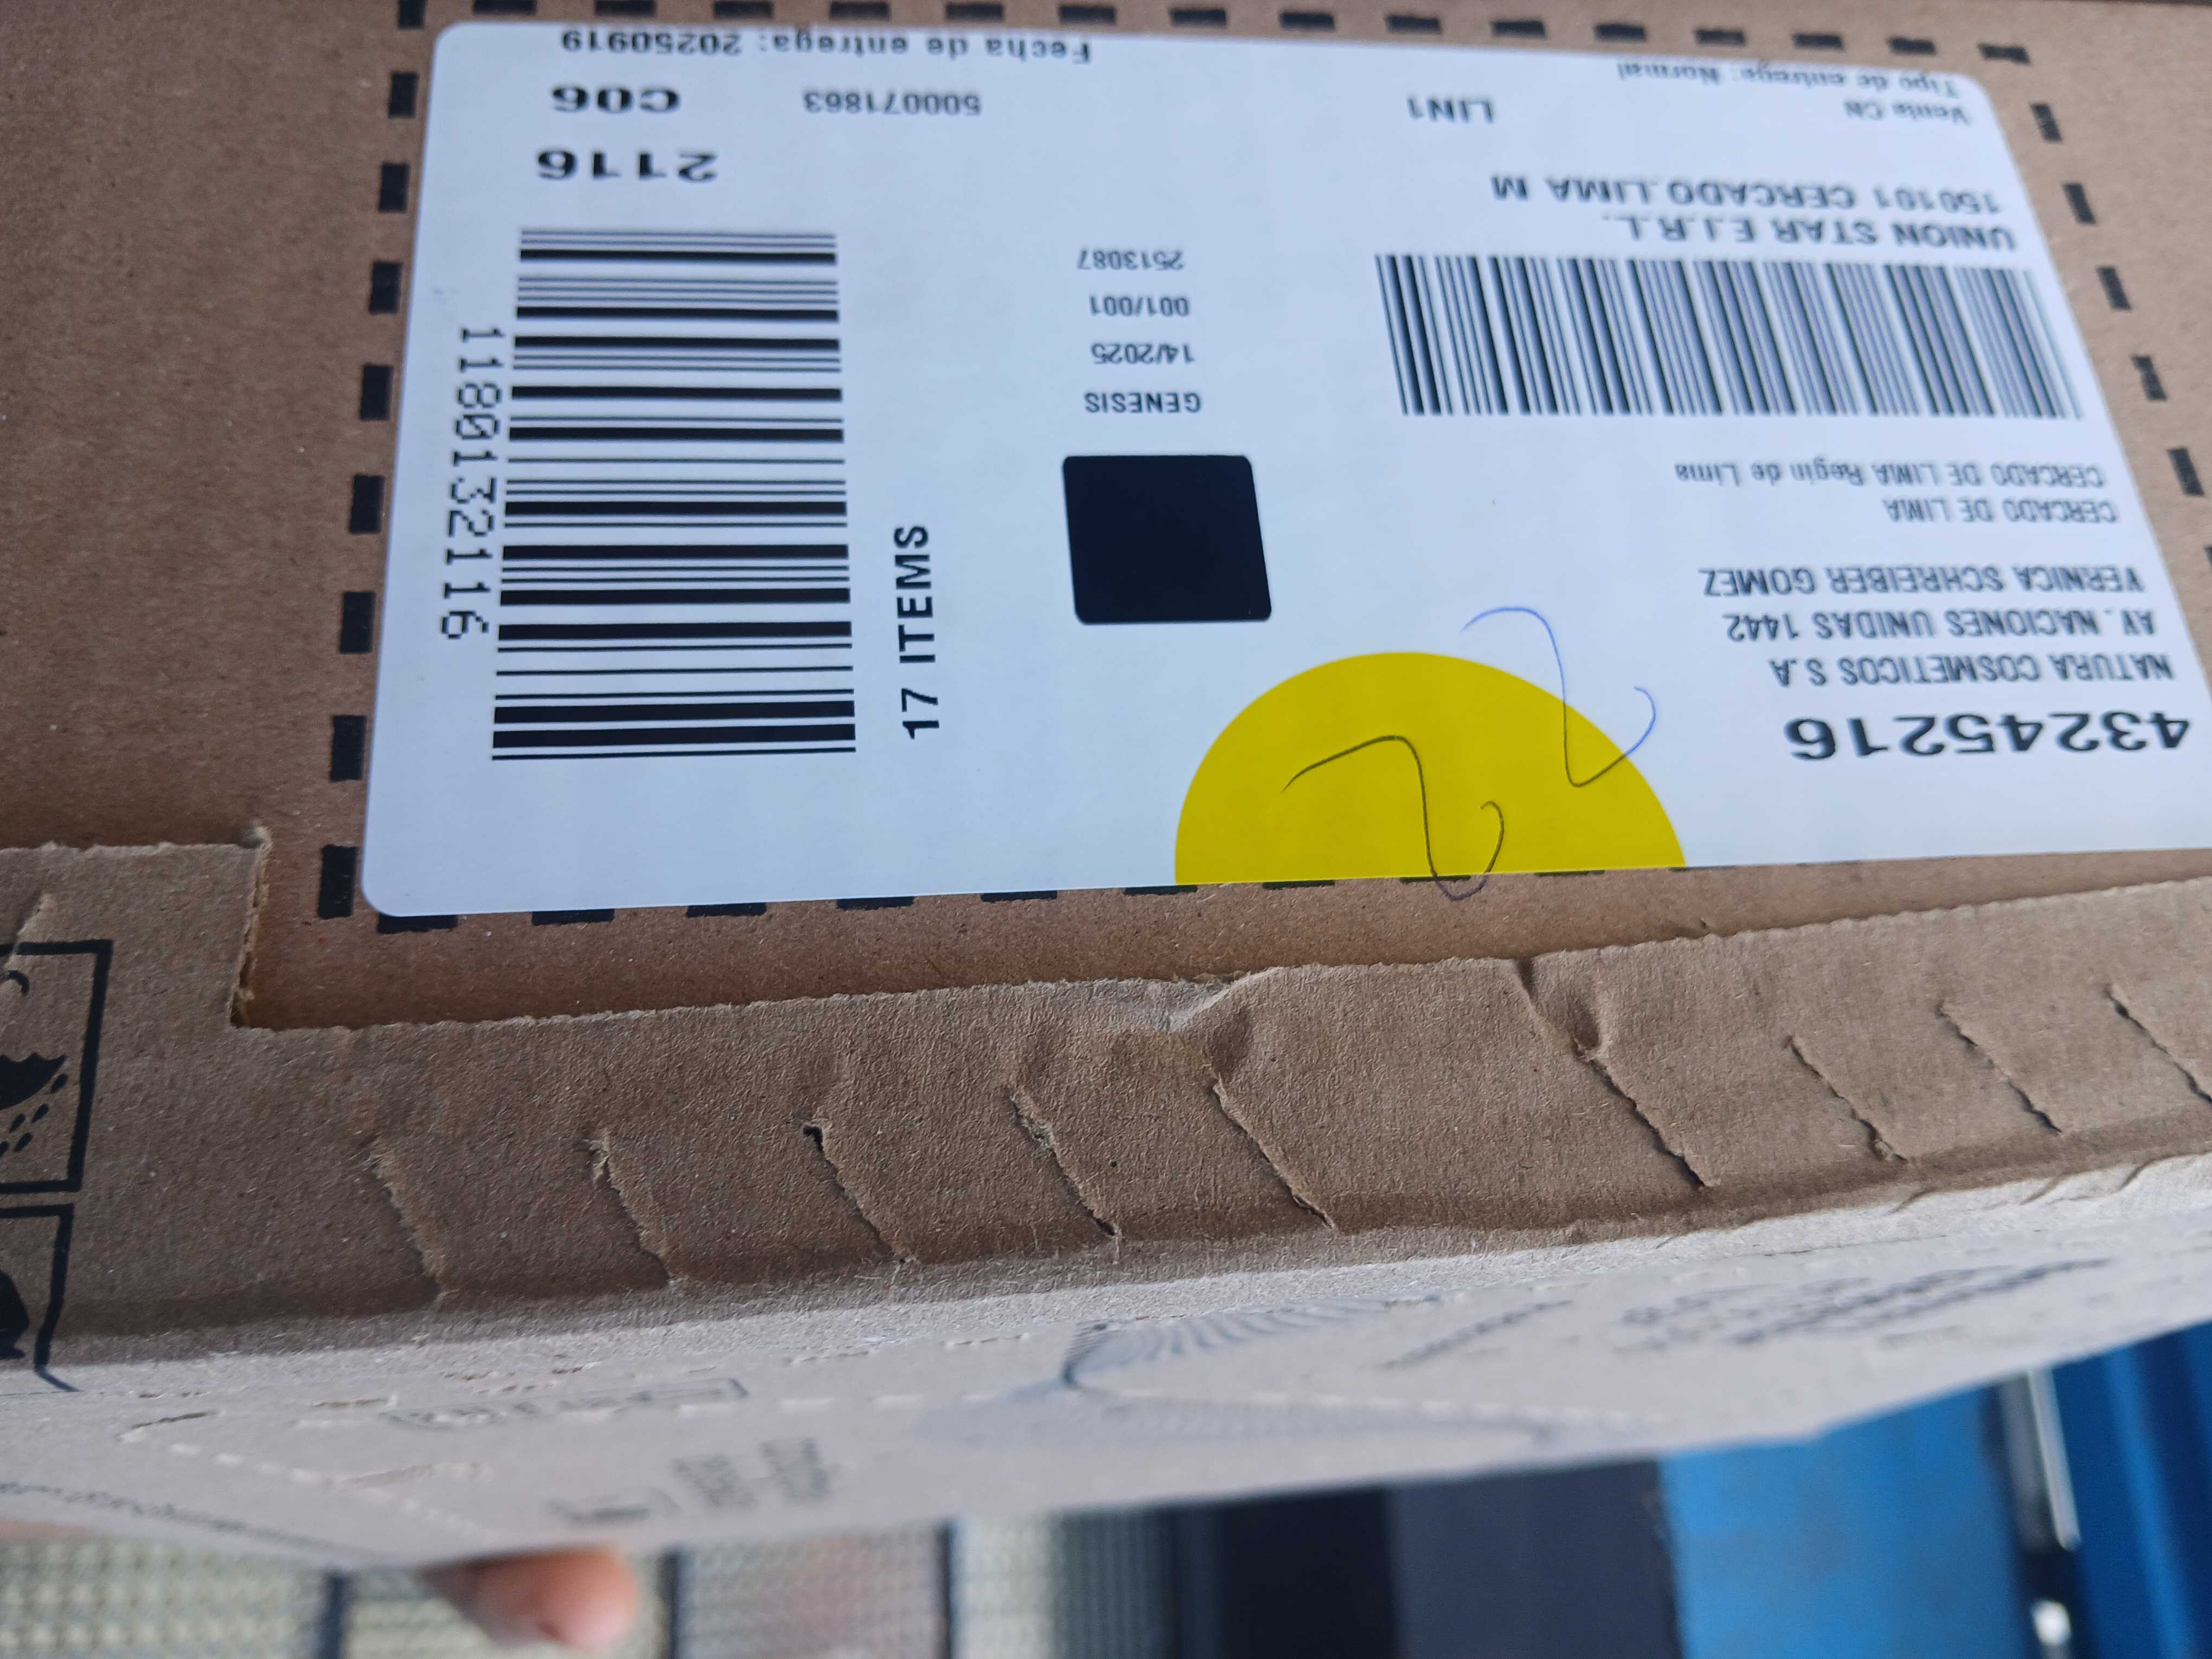 43245216
NATURA COSMETICOS S.A
AV. NACIONES UNIDAS 1442
VERNICA SCHREIBER GOMEZ
CERCADO DE LIMA
CERCADO DE LIMA Regin de Lima
UNION STAR E.I.R.L.
150101 CERCADO.LIMA M
Venta CN
LIN1
Tipo de entrega: Normal
GENESIS
14/2025
001/001
2513087
17 ITEMS
1180132116
2116
500071863
C06
Fecha de entrega: 20250919